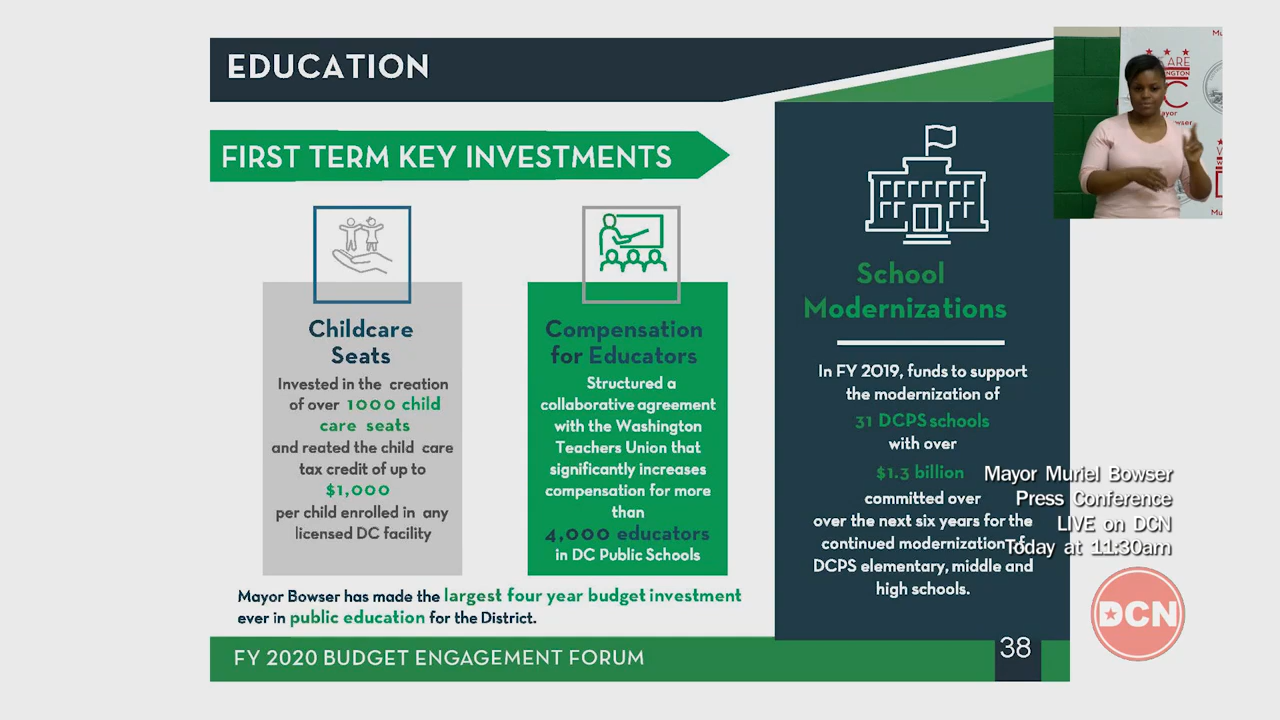 EDUCATION
FIRST TERM KEY INVESTMENTS
Childcare
Seats
Invested in the creation
of over 1000 child
care seats
and reated the child care
tax credit of up to
$1,000
per child enrolled in any
licensed DC facility
Compensation
for Educators
Structured a
collaborative agreement
with the Washington
Teachers Union that
significantly increases
compensation for more
than
4,000 educators
in DC Public Schools
Mayor Bowser has made the largest four year budget investment
ever in public education for the District.
School
Modernizations
In FY 2019, funds to support
the modernization of
31 DCPS schools
with over
$1.3 billion
committed over
over the next six years for the
continued modernization of
DCPS elementary, middle and
high schools.
FY 2020 BUDGET ENGAGEMENT FORUM
38
Mayor Muriel Bowser
Press Conference
LIVE on DCN
Today at 11:30am
DCN